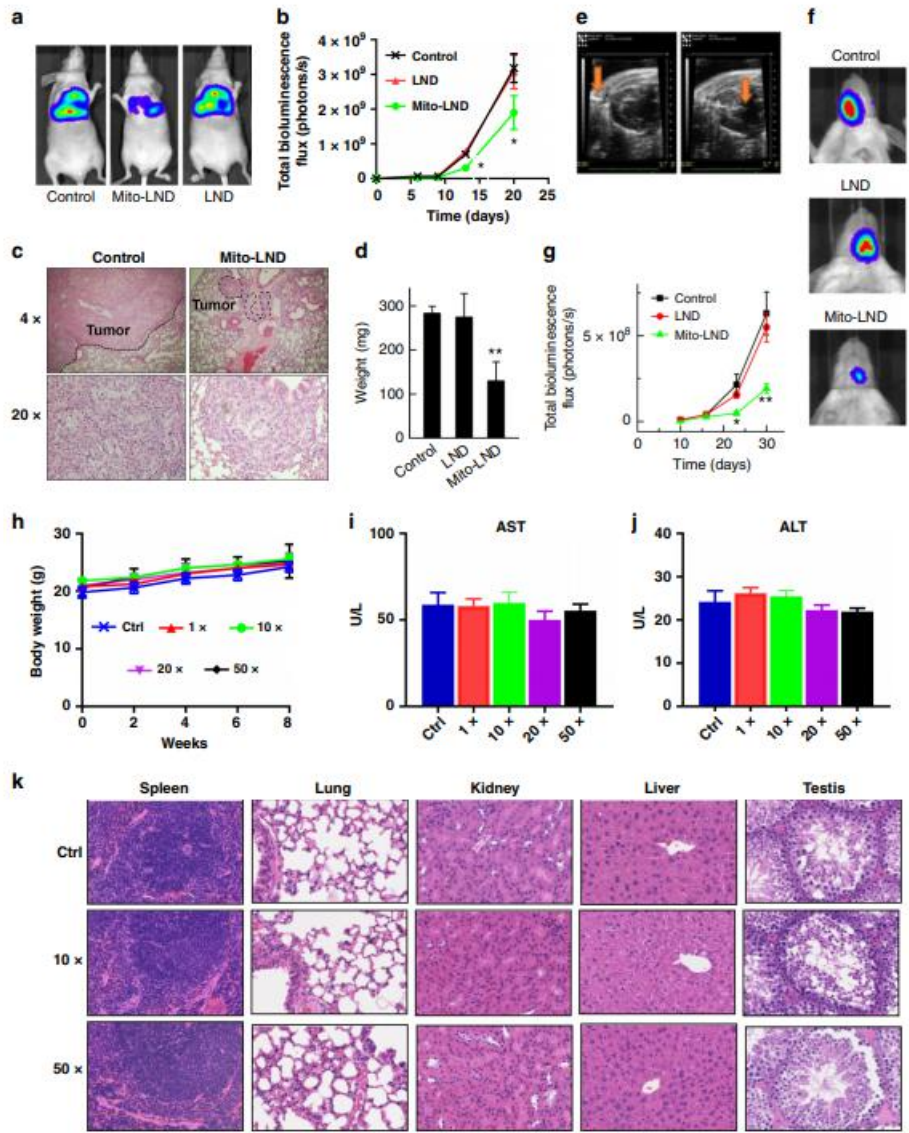 a
Control
Mito-LND
LND
b
Total bioluminescence
flux (photons/s)
4 × 10⁹
3 × 10⁹
2 × 10⁹
1 × 10⁹
0
0
5
10
15
20
25
Time (days)
Control
LND
Mito-LND
*
*
c
Control
Mito-LND
4 ×
Tumor
Tumor
20 ×
d
Weight (mg)
300
200
100
0
**
Control
LND
Mito-LND
e
f
Control
LND
Mito-LND
g
Total bioluminescence
flux (photons/s)
5 × 10⁸
0
0
10
20
30
Time (days)
Control
LND
Mito-LND
*
**
h
Body weight (g)
30
20
10
0
0
2
4
6
8
Weeks
Ctrl
1 ×
10 ×
20 ×
50 ×
i
AST
U/L
100
50
0
Ctrl
1 ×
10 ×
20 ×
50 ×
j
ALT
U/L
40
30
20
10
0
Ctrl
1 ×
10 ×
20 ×
50 ×
k
Spleen
Lung
Kidney
Liver
Testis
Ctrl
10 ×
50 ×